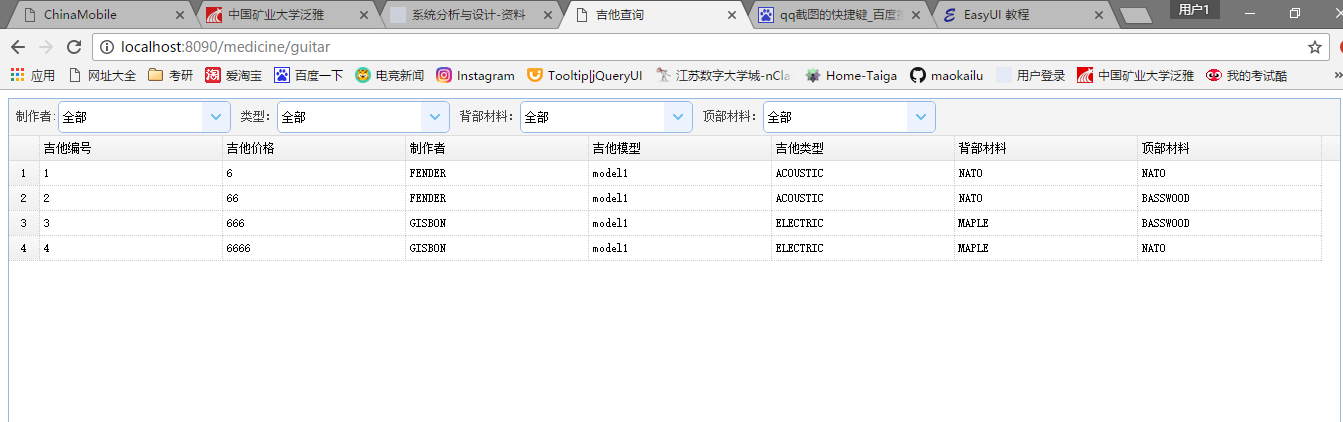 ChinaMobile 中国矿业大学泛雅 系统分析与设计-资料 吉他查询 qq截图的快捷键_百度 EasyUI 教程 用户1
localhost:8090/medicine/guitar
应用 网址大全 考研 淘 爱淘宝 百度一下 电竞新闻 Instagram Tooltip|jQueryUI 江苏数字大学城-nCla Home-Taiga maokailu 用户登录 中国矿业大学泛雅 我的考试酷 »
制作者: 全部 类型: 全部 背部材料: 全部 顶部材料: 全部
吉他编号 吉他价格 制作者 吉他模型 吉他类型 背部材料 顶部材料
1 1 6 FENDER model1 ACOUSTIC NATO NATO
2 2 66 FENDER model1 ACOUSTIC NATO BASSWOOD
3 3 666 GISBON model1 ELECTRIC MAPLE BASSWOOD
4 4 6666 GISBON model1 ELECTRIC MAPLE NATO